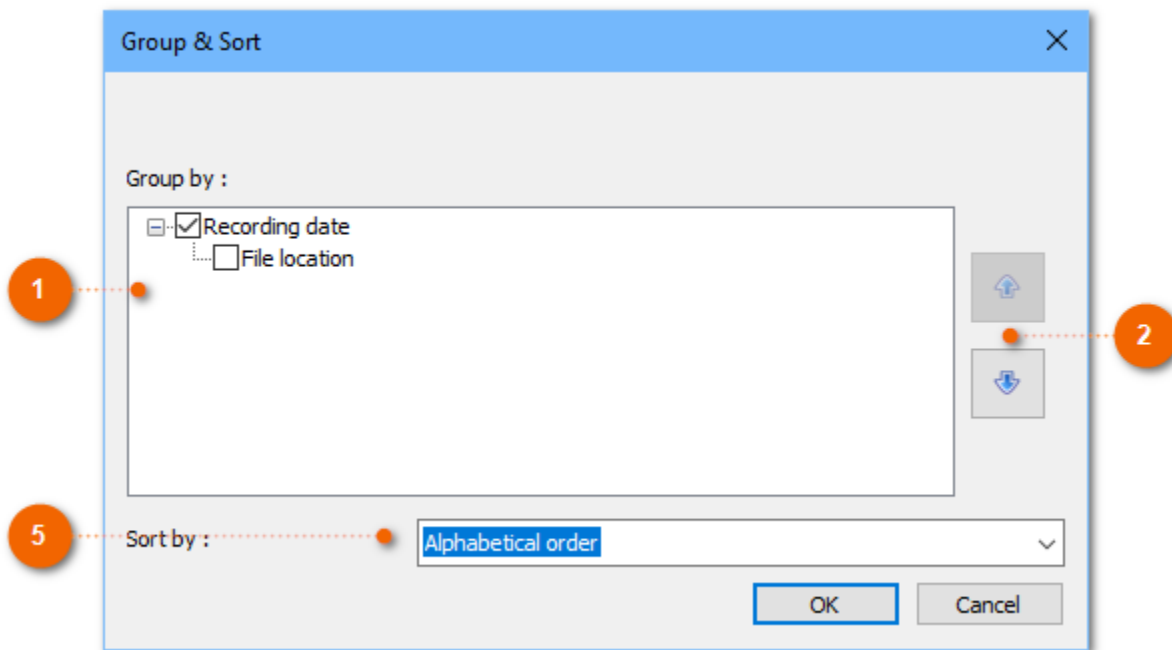 Group & Sort
Group by :
Recording date
File location
1
2
5
Sort by :
Alphabetical order
OK
Cancel